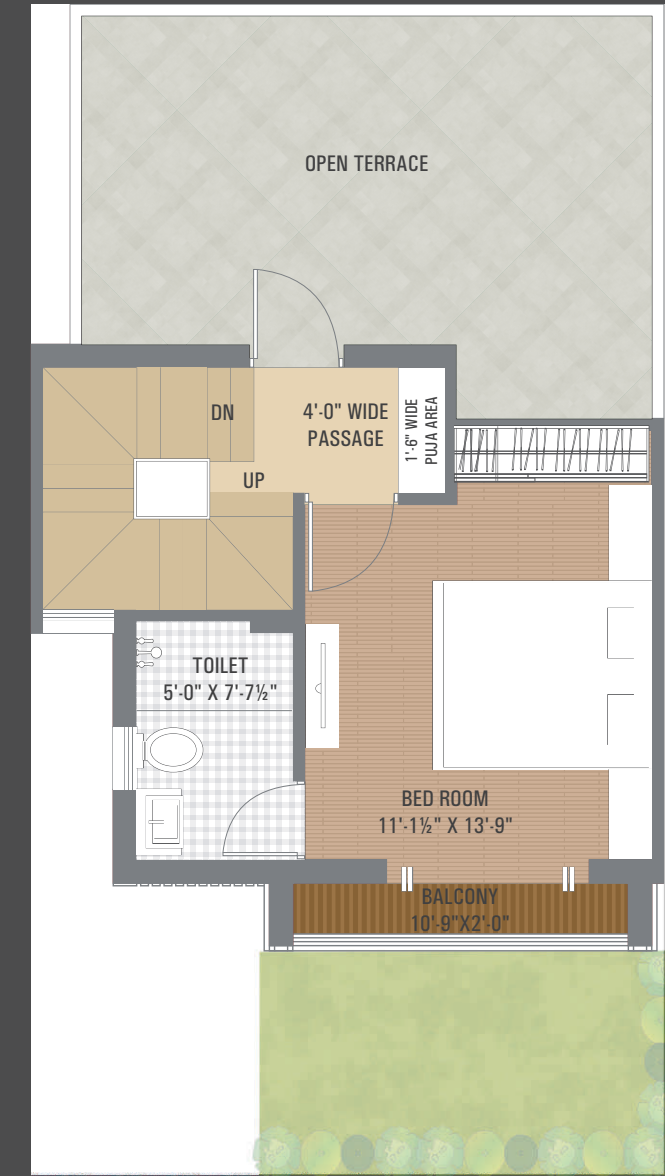 OPEN TERRACE
DN
4'-0" WIDE
PASSAGE
1'-6" WIDE
PUJA AREA
UP
TOILET
5'-0" X 7'-7½"
BED ROOM
11'-1½" X 13'-9"
BALCONY
10'-9"X2'-0"